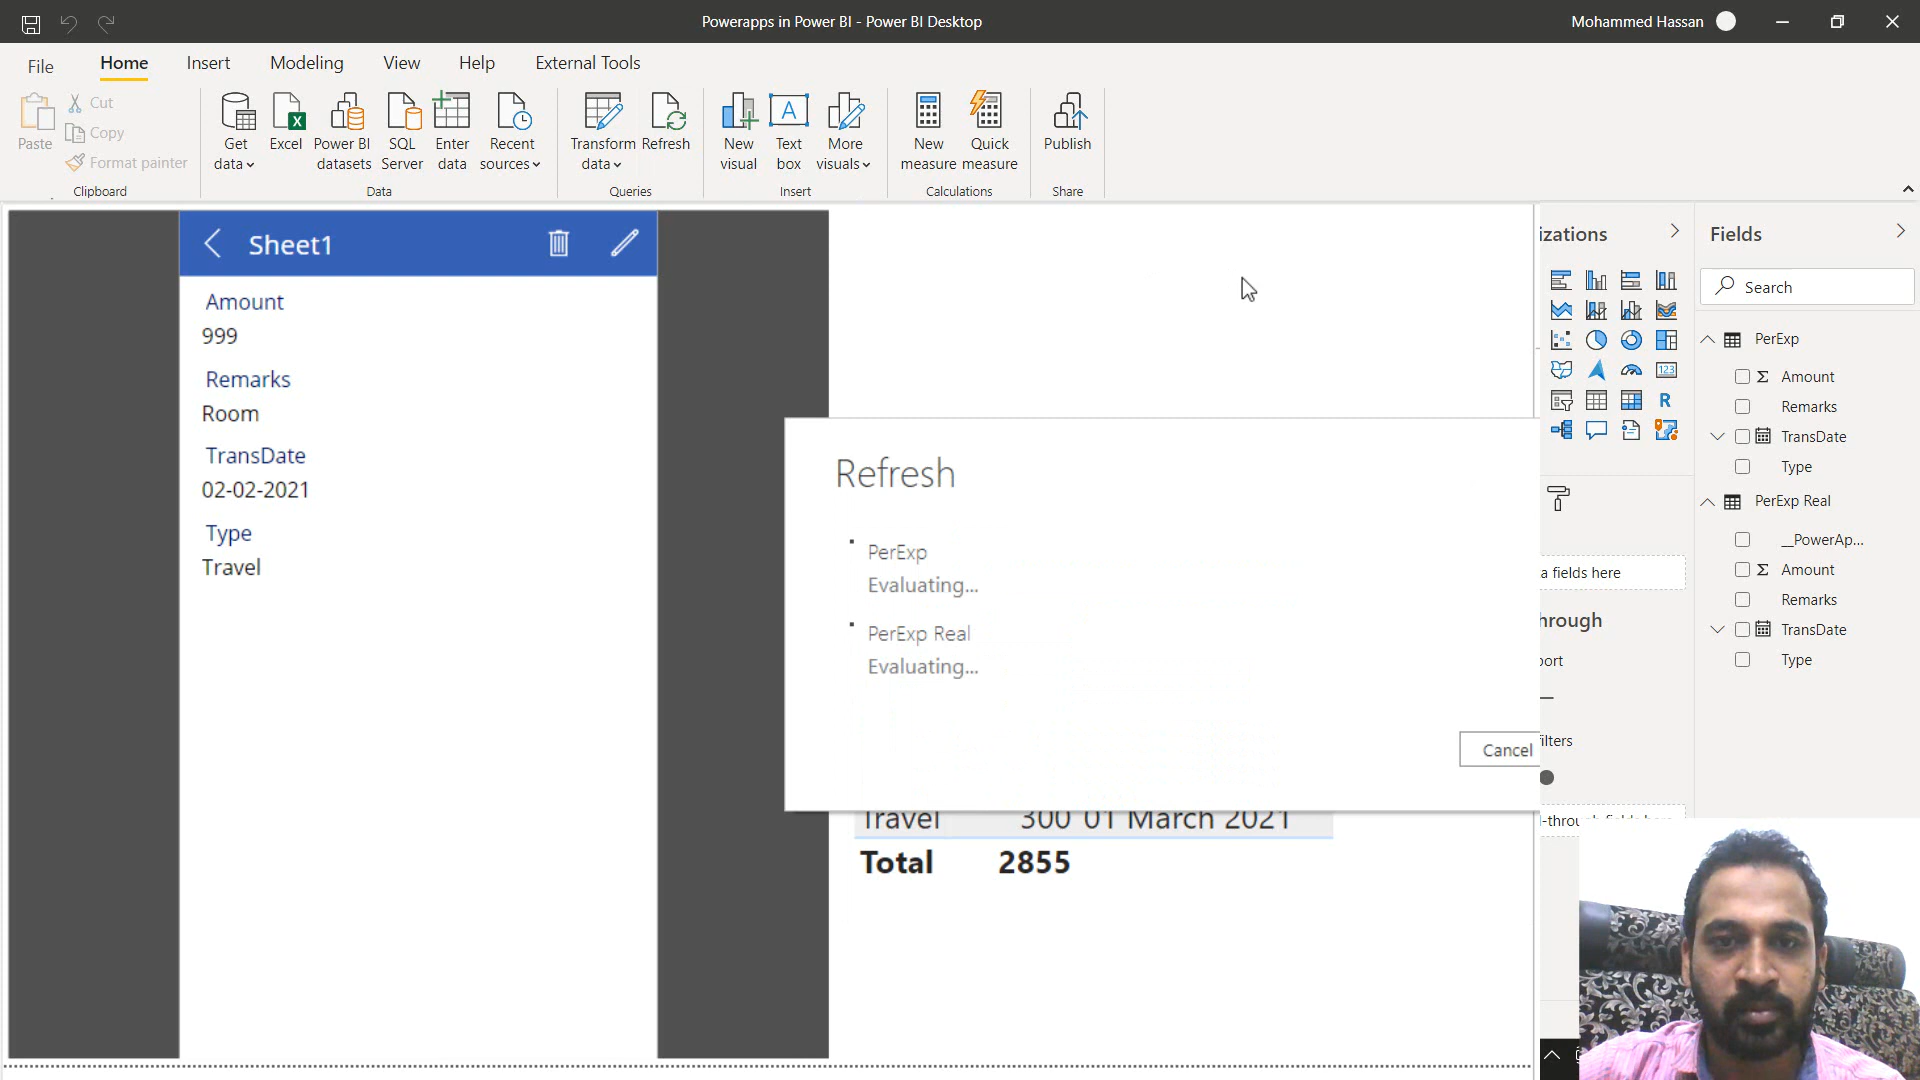 Powerapps in Power BI - Power BI Desktop
Mohammed Hassan
File
Home
Insert
Modeling
View
Help
External Tools
Paste
Cut
Copy
Format painter
Clipboard
Get
data
Excel
Power BI
datasets
SQL
Server
Enter
data
Recent
sources
Data
Transform
data
Refresh
Queries
New
visual
Text
box
More
visuals
Insert
New
measure
Quick
measure
Calculations
Publish
Share
Sheet1
Amount
999
Remarks
Room
TransDate
02-02-2021
Type
Travel
Refresh
PerExp
Evaluating...
PerExp Real
Evaluating...
Cancel
Travel 300 01 March 2021
Total 2855
izations
a fields here
hrough
port
filters
Fields
Search
PerExp
Amount
Remarks
TransDate
Type
PerExp Real
__PowerAp...
Amount
Remarks
TransDate
Type